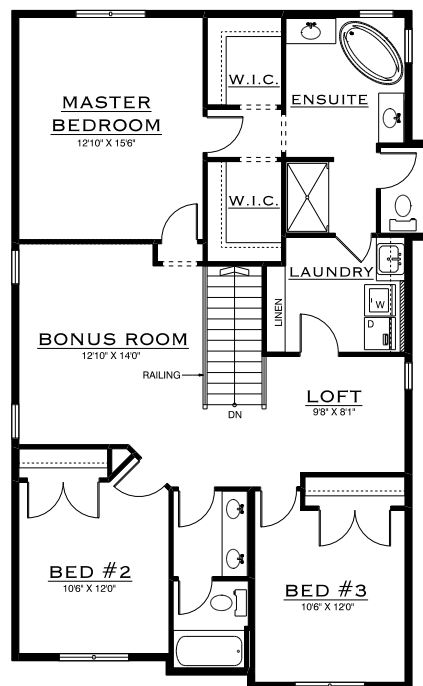 MASTER
BEDROOM
12'10" X 15'6"
W.I.C.
ENSUITE
W.I.C.
LAUNDRY
LINEN
W
D
BONUS ROOM
12'10" X 14'0"
RAILING
DN
LOFT
9'8" X 8'1"
BED #2
10'6" X 12'0"
BED #3
10'6" X 12'0"